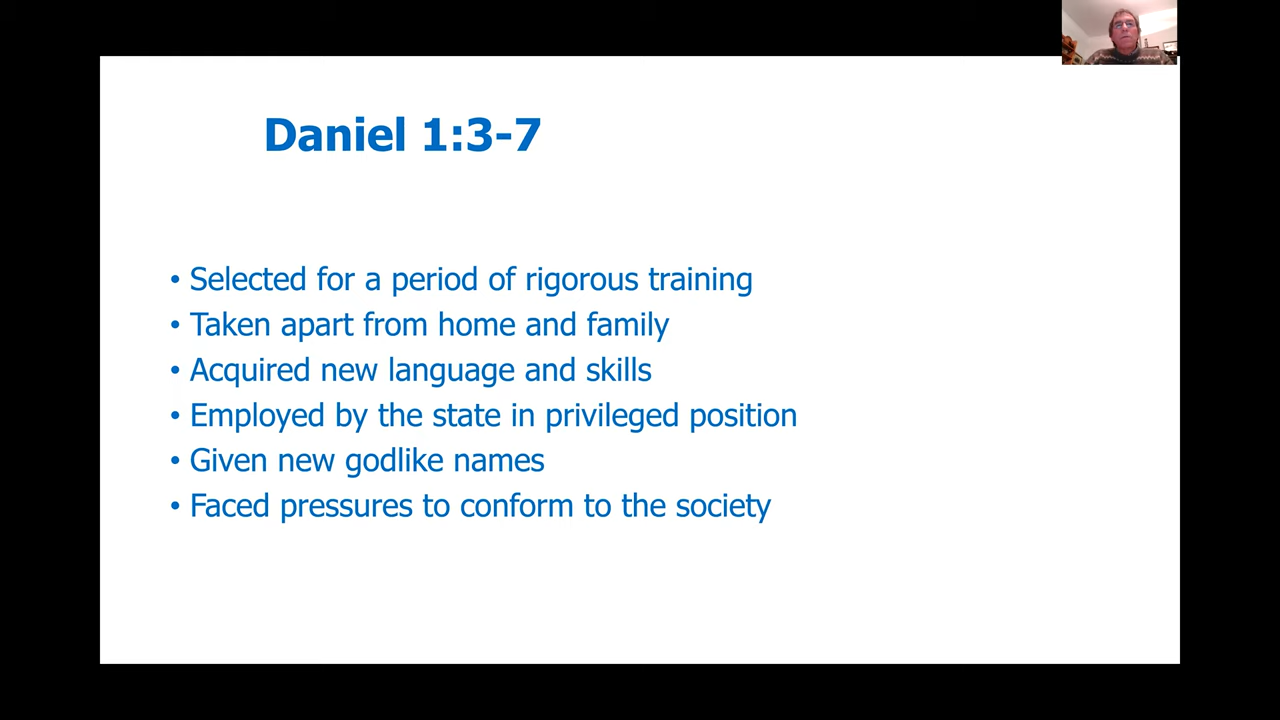 Daniel 1:3-7
• Selected for a period of rigorous training
• Taken apart from home and family
• Acquired new language and skills
• Employed by the state in privileged position
• Given new godlike names
• Faced pressures to conform to the society